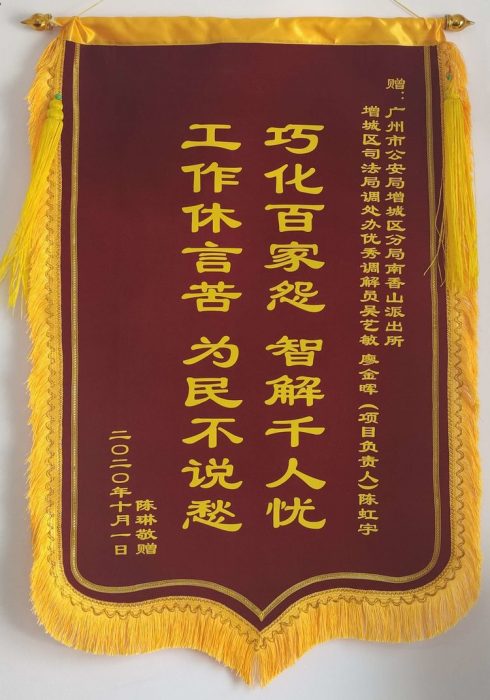 赠：广州市公安局增城区分局南香山派出所
增城区司法局调处办优秀调解员吴艺敏 廖金晖（项目负责人）陈虹宇
巧化百家怨 智解千人忧
工作休言苦 为民不说愁
陈琳敬赠
二〇二〇年十月一日